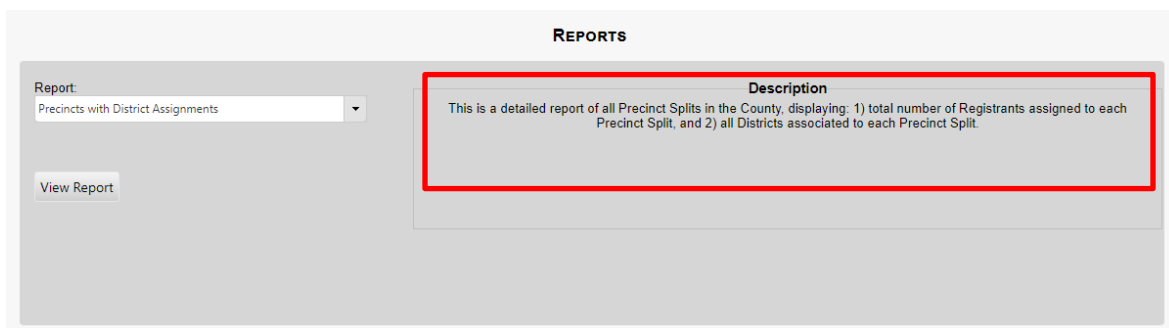 REPORTS
Report:
Precincts with District Assignments
View Report
Description
This is a detailed report of all Precinct Splits in the County, displaying: 1) total number of Registrants assigned to each
Precinct Split, and 2) all Districts associated to each Precinct Split.